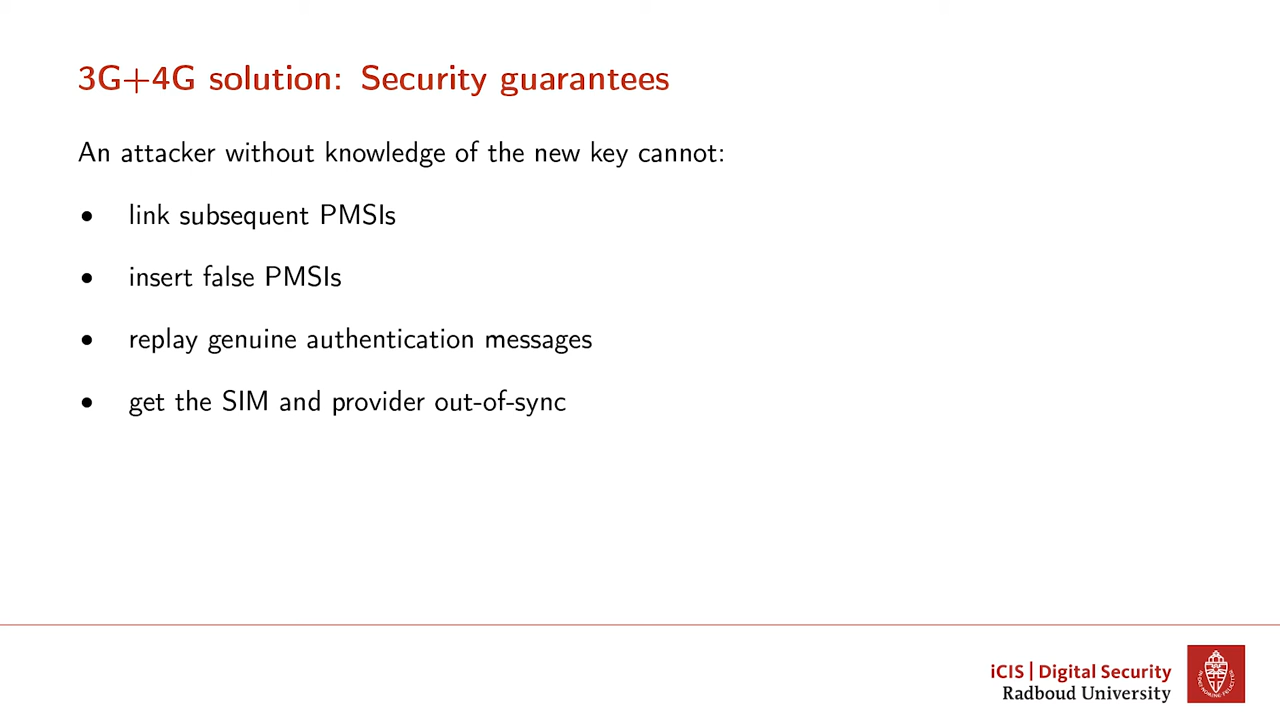 3G+4G solution: Security guarantees
An attacker without knowledge of the new key cannot:
• link subsequent PMSIs
• insert false PMSIs
• replay genuine authentication messages
• get the SIM and provider out-of-sync
iCIS | Digital Security
Radboud University